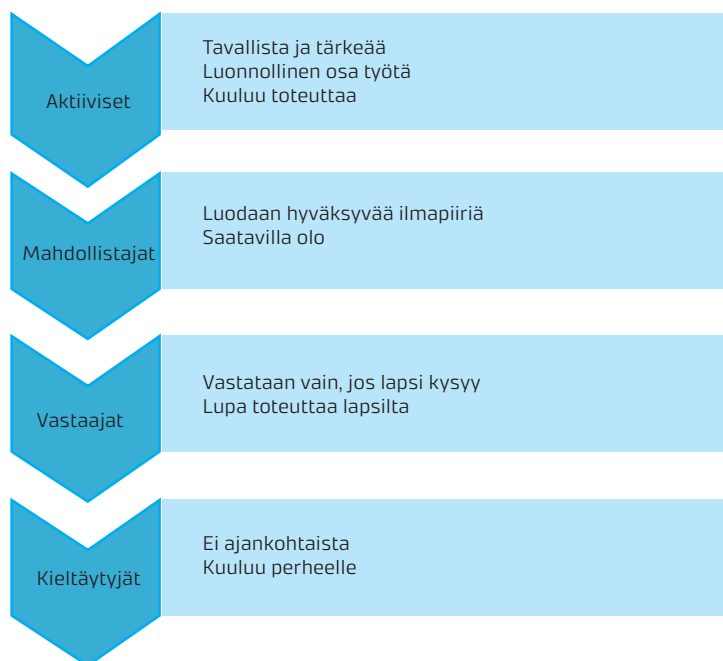 Aktiiviset
Tavallista ja tärkeää
Luonnollinen osa työtä
Kuuluu toteuttaa
Mahdollistajat
Luodaan hyväksyvää ilmapiiriä
Saatavilla olo
Vastaajat
Vastataan vain, jos lapsi kysyy
Lupa toteuttaa lapsilta
Kieltäytyjät
Ei ajankohtaista
Kuuluu perheelle